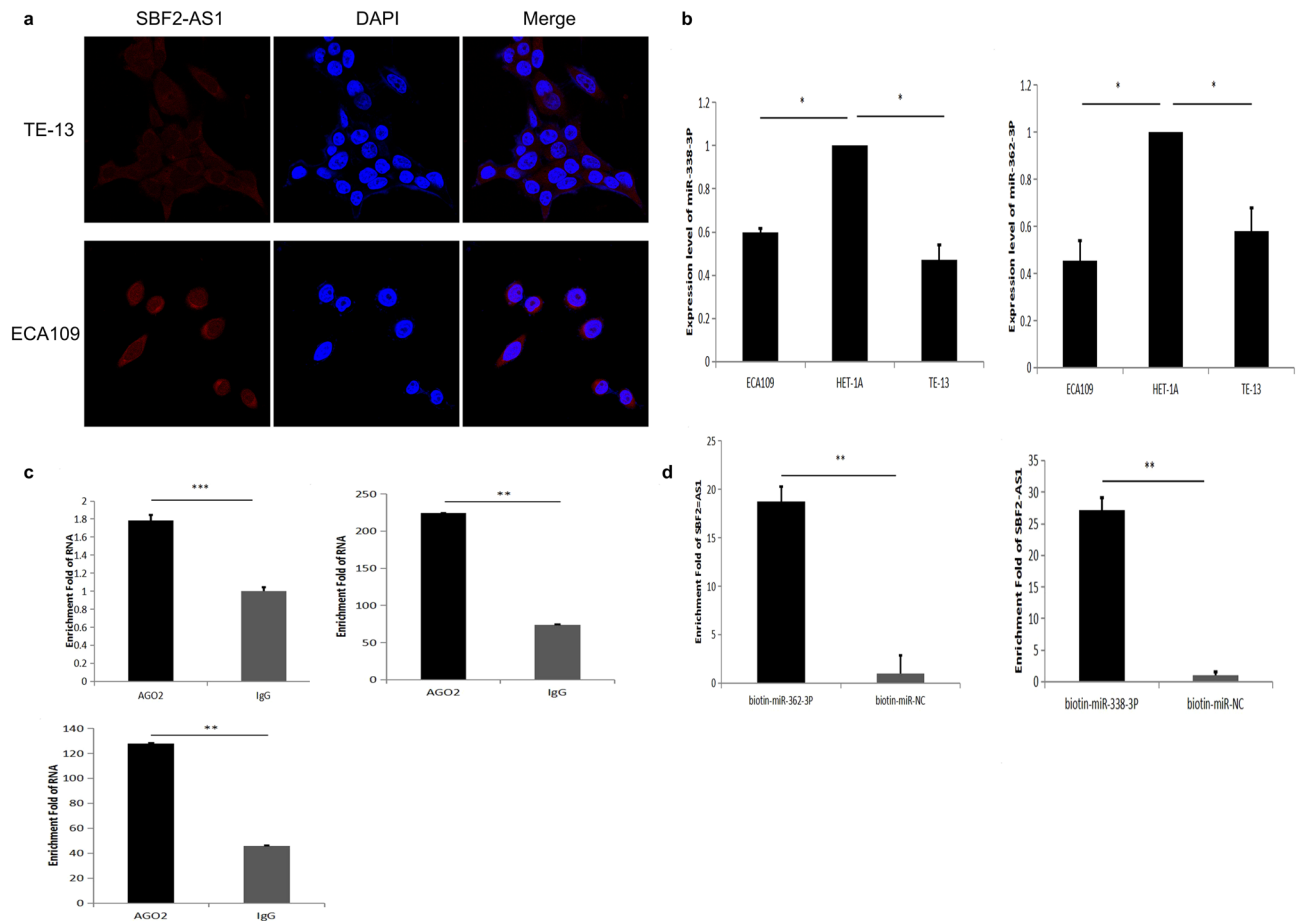 a
SBF2-AS1 DAPI Merge
TE-13
ECA109
b
Expression level of miR-338-3P
1.2
1
0.8
0.6
0.4
0.2
0
* *
ECA109 HET-1A TE-13
Expression level of miR-362-3P
1.2
1
0.8
0.6
0.4
0.2
0
* *
ECA109 HET-1A TE-13
c
Enrichment Fold of RNA
2
1.8
1.6
1.4
1.2
1
0.8
0.6
0.4
0.2
0
***
AGO2 IgG
Enrichment Fold of RNA
250
200
150
100
50
0
**
AGO2 IgG
Enrichment Fold of RNA
140
120
100
80
60
40
20
0
**
AGO2 IgG
d
Enrichment Fold of SBF2=AS1
25
20
15
10
5
0
**
biotin-miR-362-3P biotin-miR-NC
Enrichment Fold of SBF2-AS1
35
30
25
20
15
10
5
0
**
biotin-miR-338-3P biotin-miR-NC